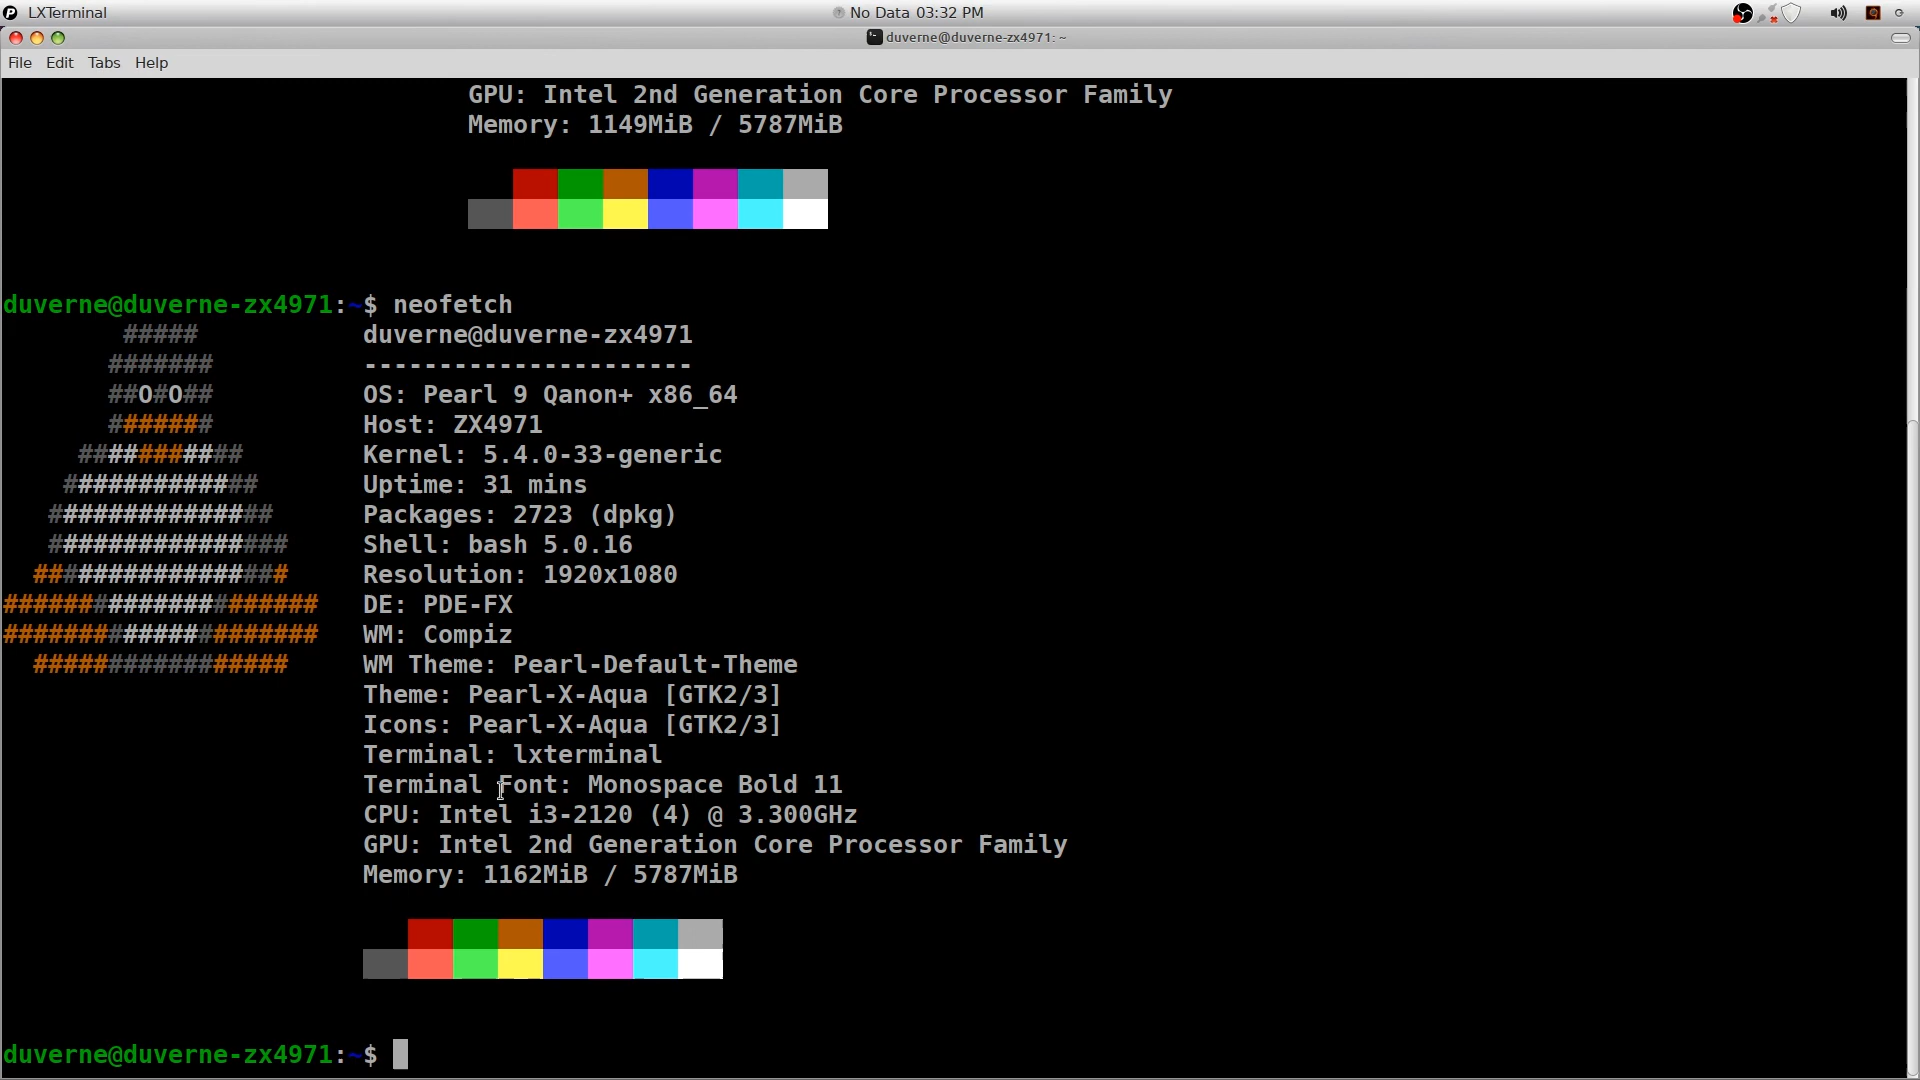 LXTerminal
No Data 03:32 PM
duverne@duverne-zx4971: ~
File Edit Tabs Help
GPU: Intel 2nd Generation Core Processor Family
Memory: 1149MiB / 5787MiB
duverne@duverne-zx4971:~$ neofetch
##### duverne@duverne-zx4971
####### ----------------------
##O#O## OS: Pearl 9 Qanon+ x86_64
####### Host: ZX4971
########### Kernel: 5.4.0-33-generic
############# Uptime: 31 mins
############### Packages: 2723 (dpkg)
################ Shell: bash 5.0.16
################# Resolution: 1920x1080
##################### DE: PDE-FX
##################### WM: Compiz
################# WM Theme: Pearl-Default-Theme
Theme: Pearl-X-Aqua [GTK2/3]
Icons: Pearl-X-Aqua [GTK2/3]
Terminal: lxterminal
Terminal Font: Monospace Bold 11
CPU: Intel i3-2120 (4) @ 3.300GHz
GPU: Intel 2nd Generation Core Processor Family
Memory: 1162MiB / 5787MiB
duverne@duverne-zx4971:~$